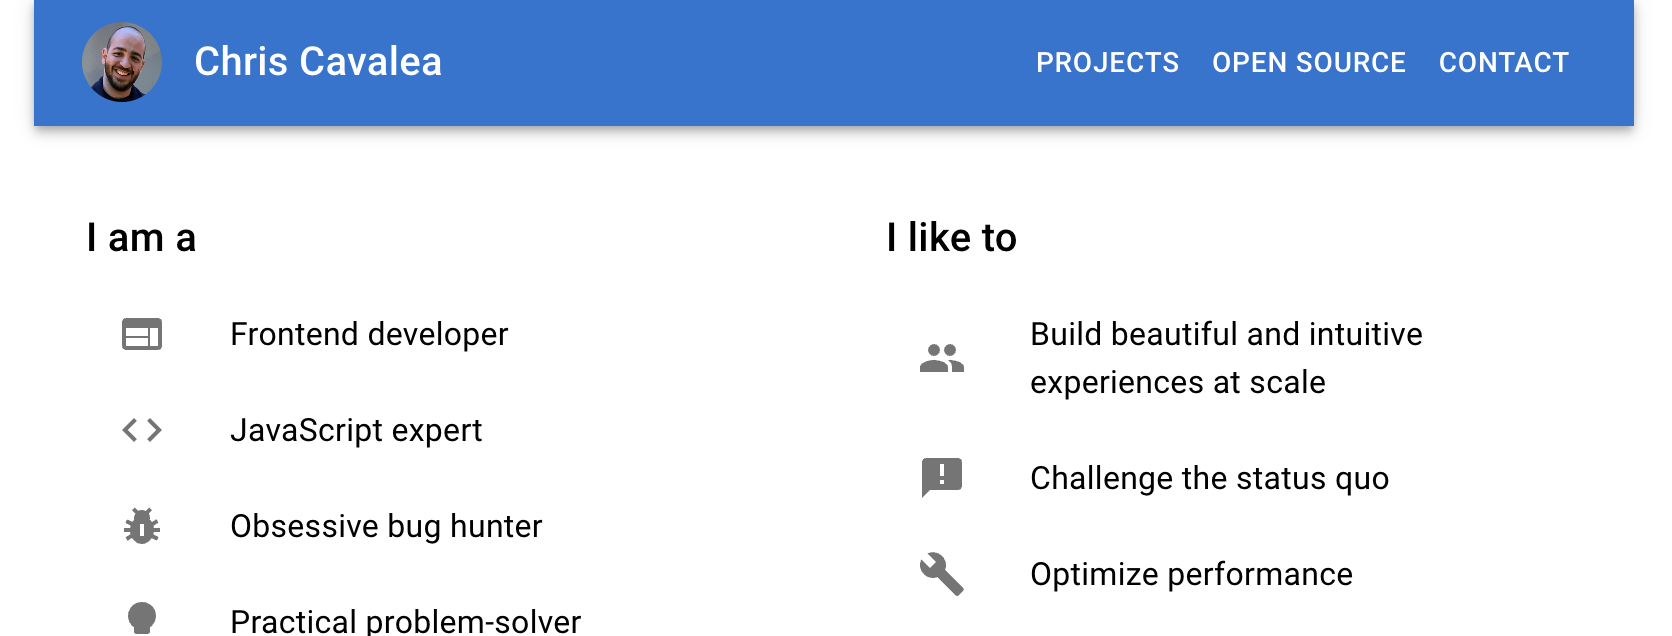 Chris Cavalea
PROJECTS OPEN SOURCE CONTACT
I am a
Frontend developer
JavaScript expert
Obsessive bug hunter
Practical problem-solver
I like to
Build beautiful and intuitive
experiences at scale
Challenge the status quo
Optimize performance